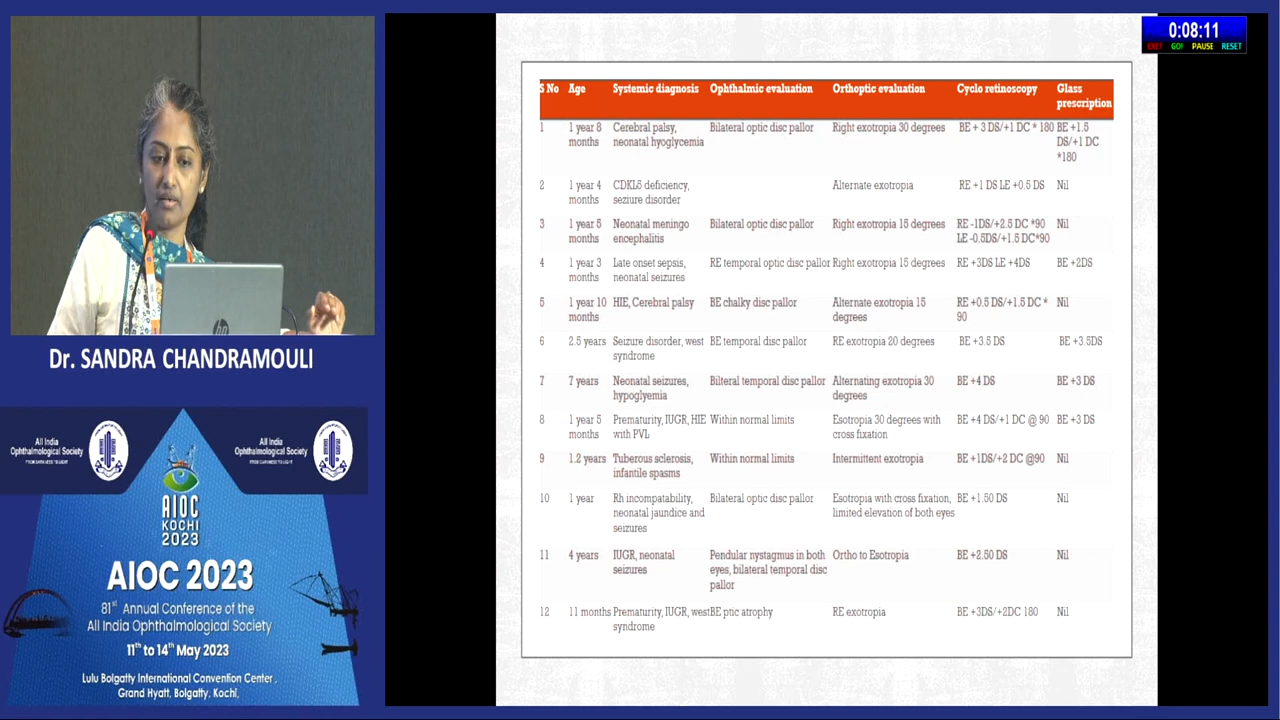 0:08:11
EXIT GO! PAUSE RESET
S No Age Systemic diagnosis Ophthalmic evaluation Orthoptic evaluation Cyclo retinoscopy Glass
prescription
1 1 year 8 Cerebral palsy, Bilateral optic disc pallor Right exotropia 30 degrees BE + 3 DS/+1 DC * 180 BE +1.5
months neonatal hyoglycemia DS/+1 DC
*180
2 1 year 4 CDKL5 deficiency, Alternate exotropia RE +1 DS LE +0.5 DS Nil
months seziure disorder
3 1 year 5 Neonatal meningo Bilateral optic disc pallor Right exotropia 15 degrees RE -1DS/+2.5 DC *90 Nil
months encephalitis LE -0.5DS/+1.5 DC*90
4 1 year 3 Late onset sepsis, RE temporal optic disc pallor Right exotropia 15 degrees RE +3DS LE +4DS BE +2DS
months neonatal seizures
5 1 year 10 HIE, Cerebral palsy BE chalky disc pallor Alternate exotropia 15 RE +0.5 DS/+1.5 DC * Nil
months degrees 90
6 2.5 years Seizure disorder, west BE temporal disc pallor RE exotropia 20 degrees BE +3.5 DS BE +3.5DS
syndrome
7 7 years Neonatal seizures, Bilteral temporal disc pallor Alternating exotropia 30 BE +4 DS BE +3 DS
hypoglyemia degrees
8 1 year 5 Prematurity, IUGR, HIE Within normal limits Esotropia 30 degrees with BE +4 DS/+1 DC @ 90 BE +3 DS
months with PVL cross fixation
9 1.2 years Tuberous sclerosis, Within normal limits Intermittent exotropia BE +1DS/+2 DC @90 Nil
infantile spasms
10 1 year Rh incompatability, Bilateral optic disc pallor Esotropia with cross fixation, BE +1.50 DS Nil
neonatal jaundice and limited elevation of both eyes
seizures
11 4 years IUGR, neonatal Pendular nystagmus in both Ortho to Esotropia BE +2.50 DS Nil
seizures eyes, bilateral temporal disc
pallor
12 11 months Prematurity, IUGR, west BE ptic atrophy RE exotropia BE +3DS/+2DC 180 Nil
syndrome
hp
Dr. SANDRA CHANDRAMOULI
All India
Ophthalmological Society
FROM DARKNESS TO LIGHT
All India
Ophthalmological Society
FROM DARKNESS TO LIGHT
AIOC
KOCHI
2023
AIOC 2023
81st Annual Conference of the
All India Ophthalmological Society
11th to 14th May 2023
Lulu Bolgatty International Convention Center ,
Grand Hyatt, Bolgatty, Kochi,